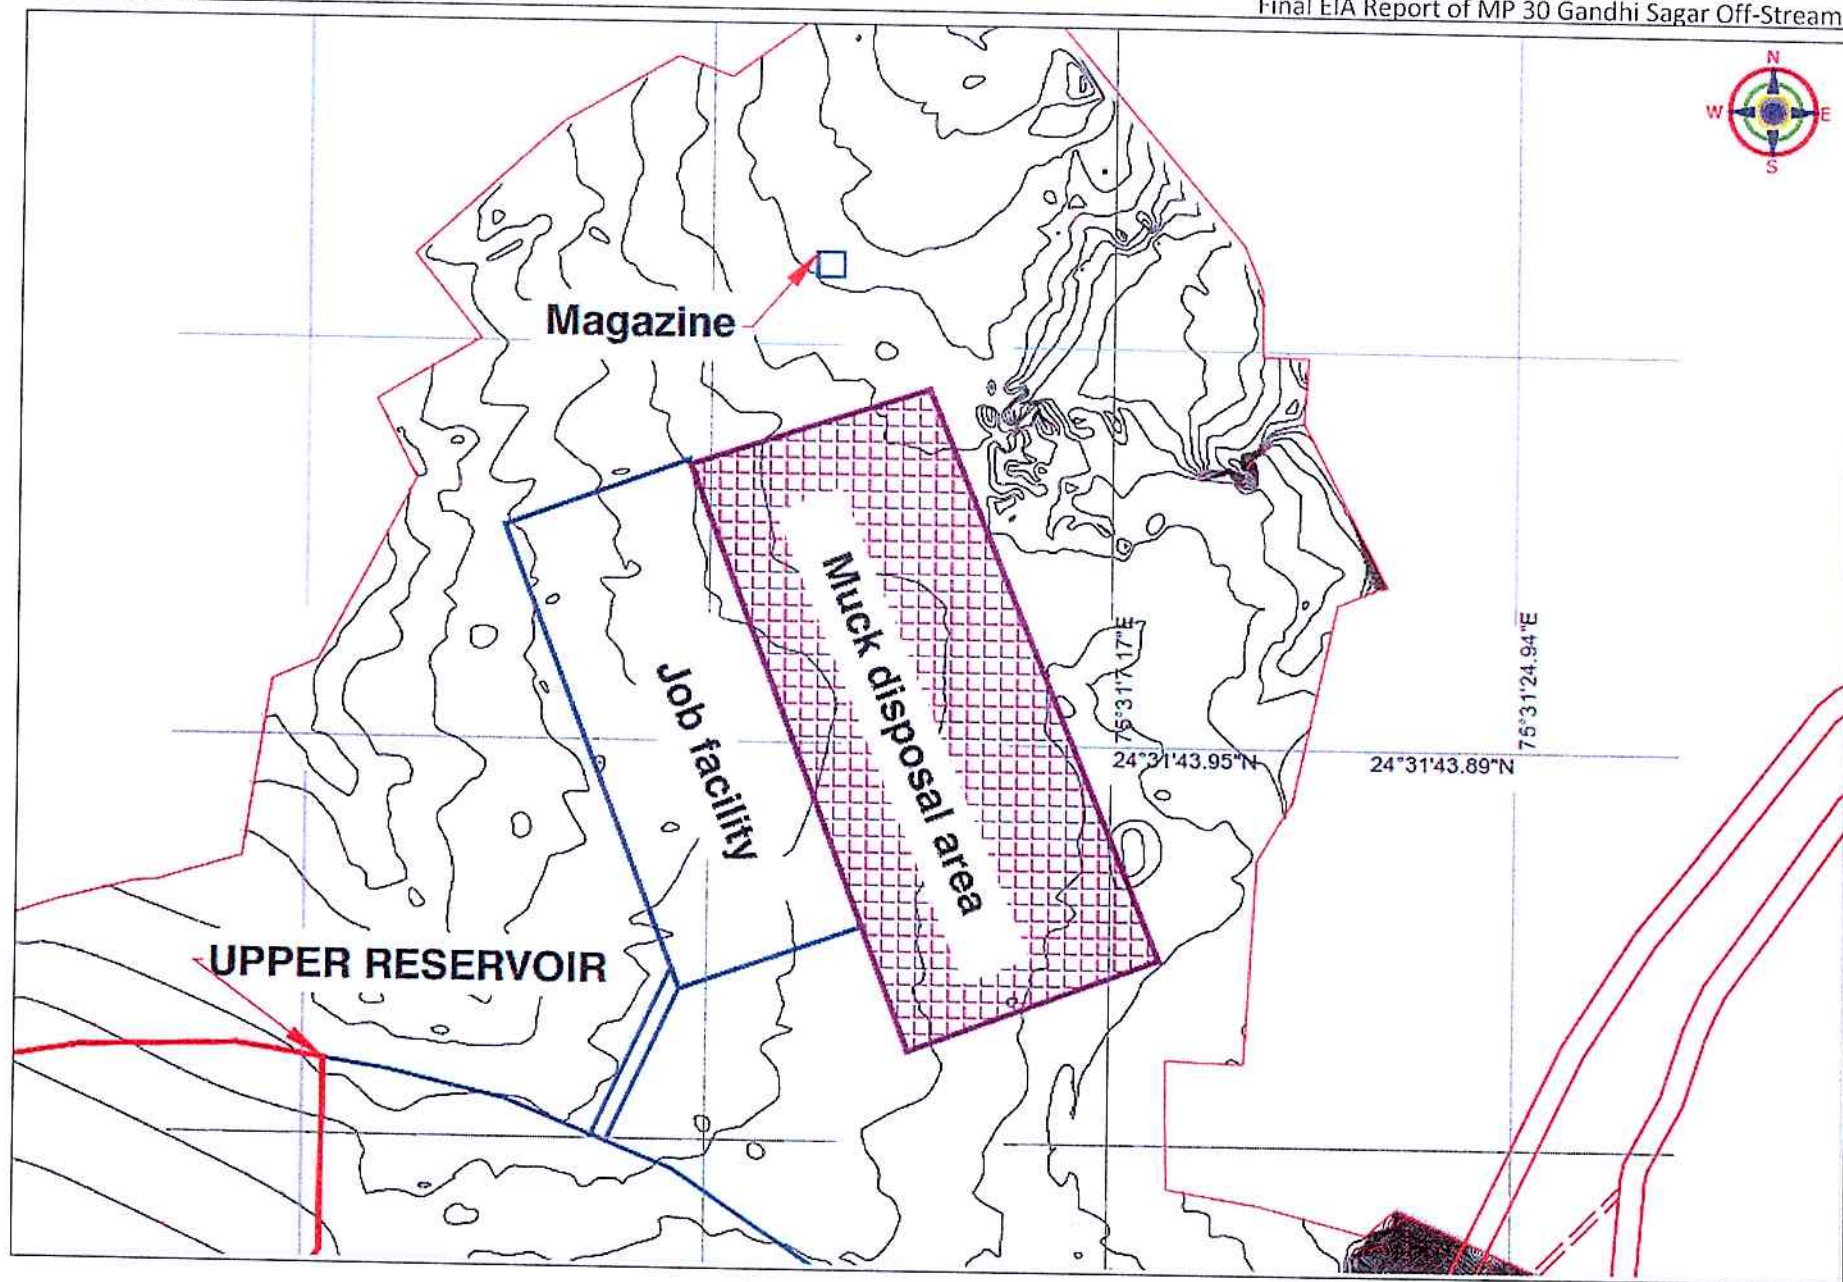 Final EIA Report of MP 30 Gandhi Sagar Off-Stream
N
W E
S
Magazine
Muck disposal area
Job facility
75°31'7.17"E
75°31'24.94"E
24°31'43.95"N
24°31'43.89"N
UPPER RESERVOIR